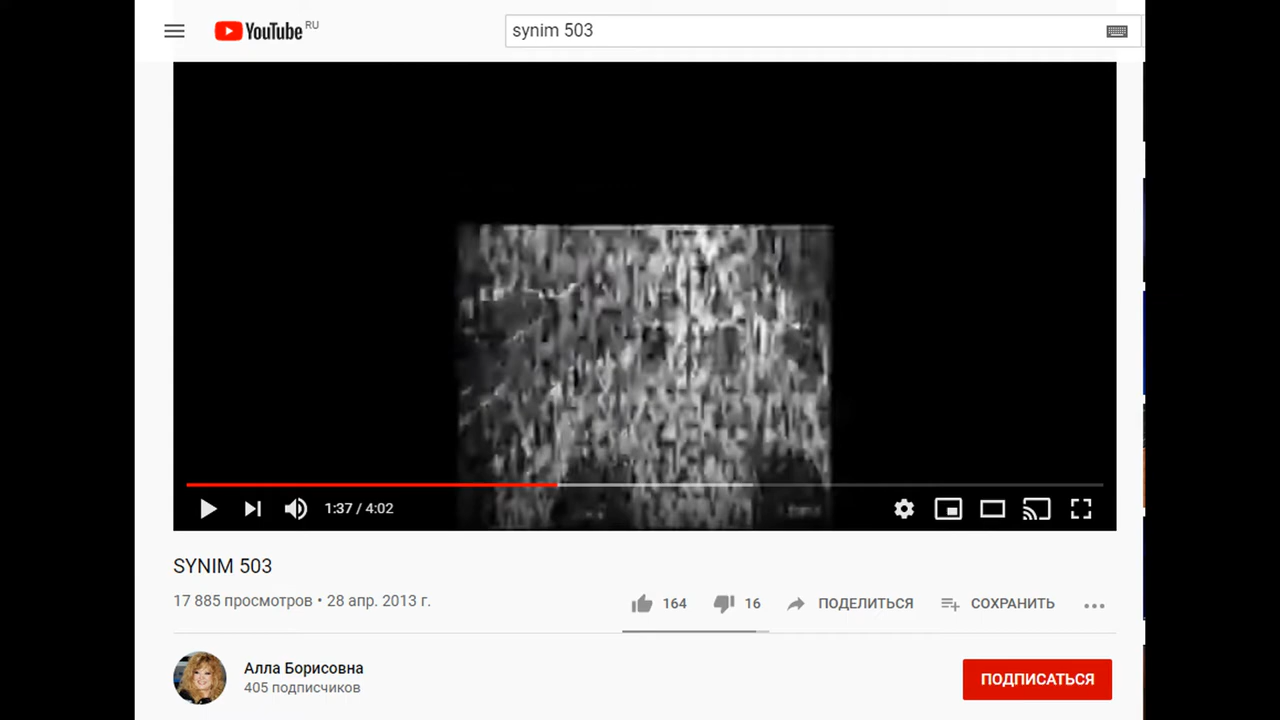 YouTube RU
synim 503
1:37 / 4:02
SYNIM 503
17 885 просмотров • 28 апр. 2013 г.
164
16
ПОДЕЛИТЬСЯ
СОХРАНИТЬ
Алла Борисовна
405 подписчиков
ПОДПИСАТЬСЯ